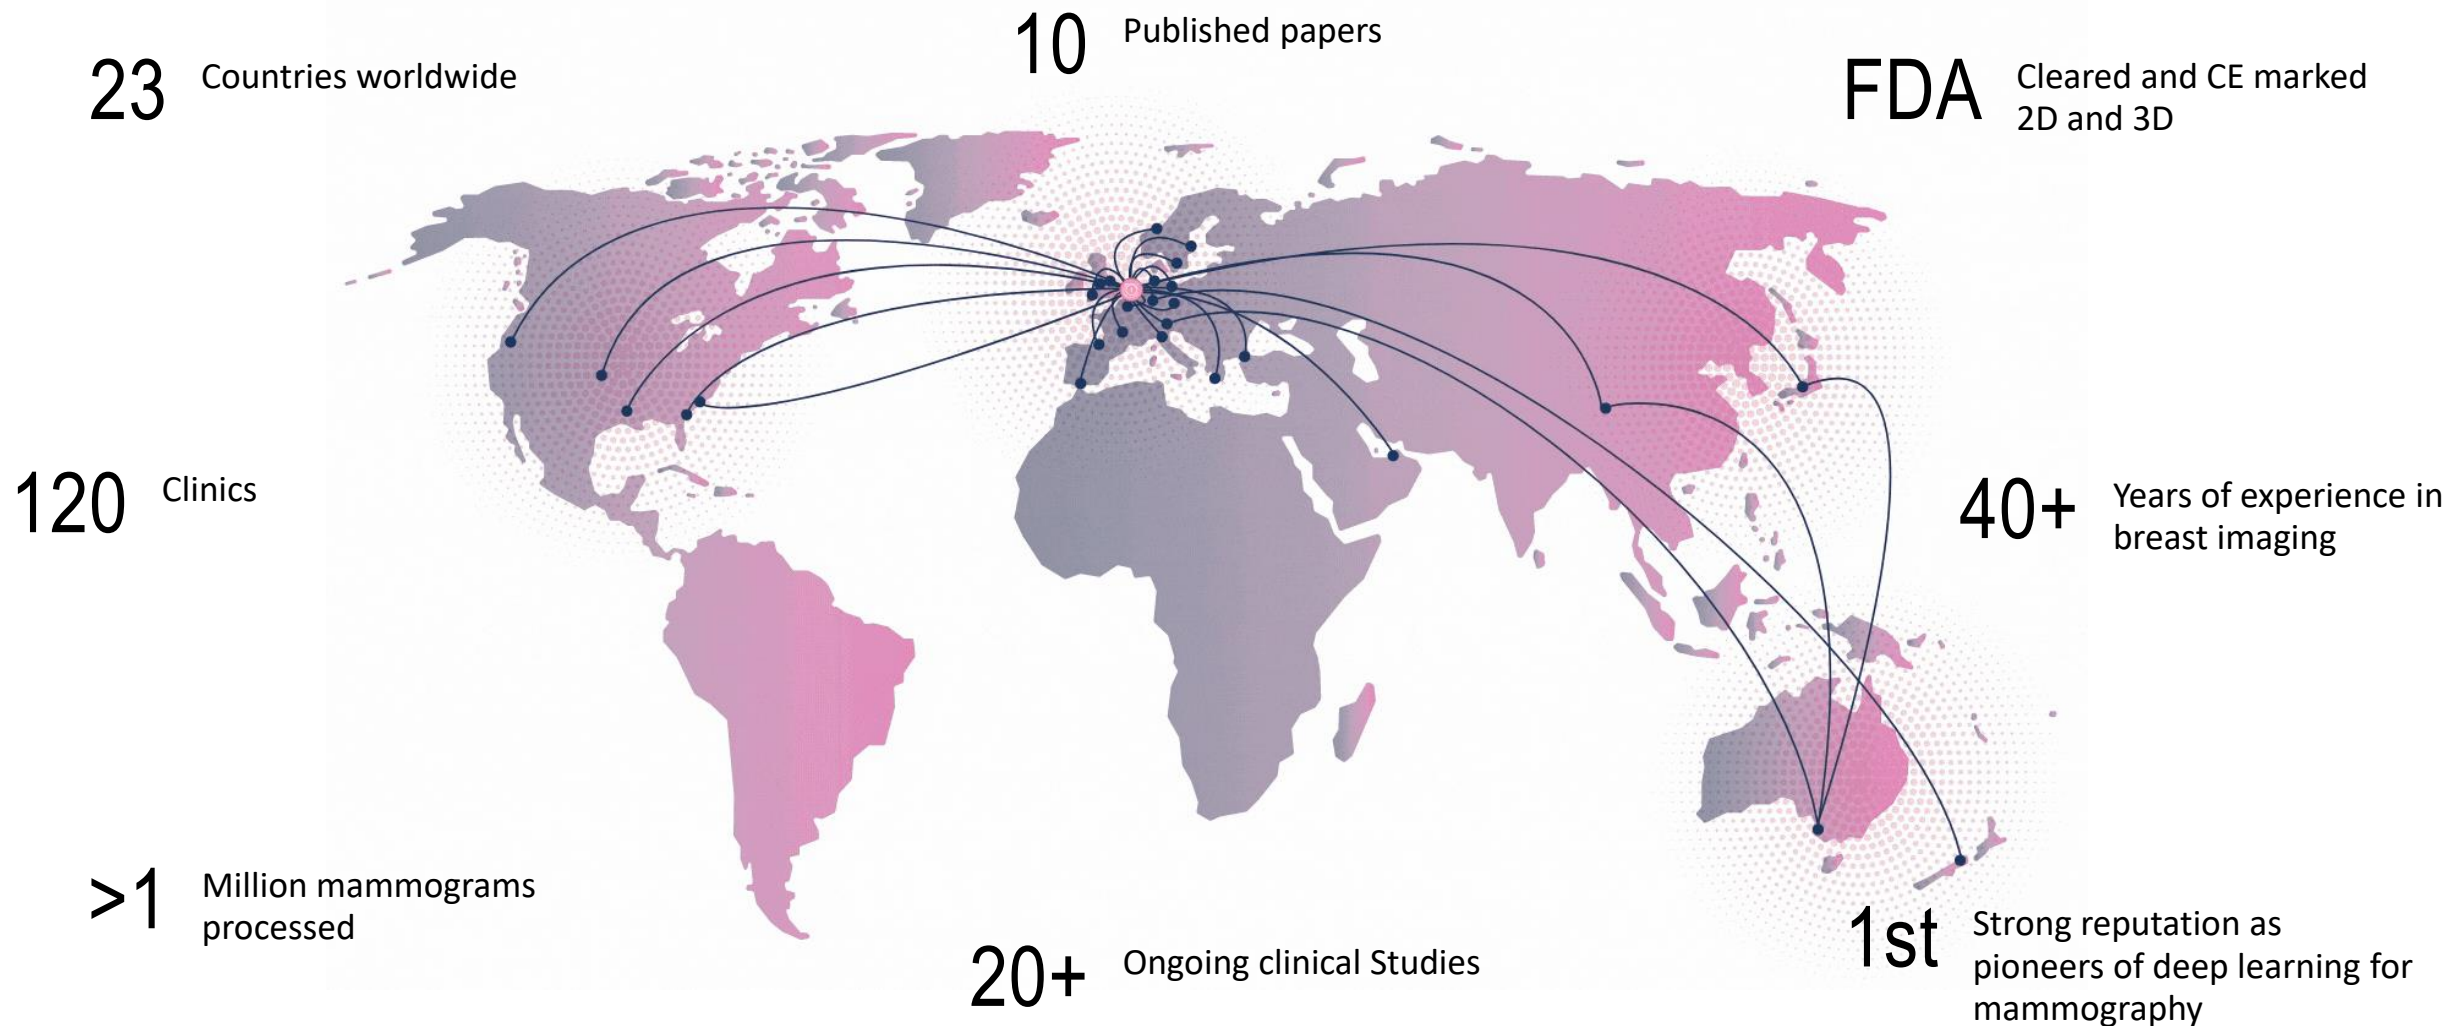 10 Published papers
23 Countries worldwide
FDA Cleared and CE marked
2D and 3D
120 Clinics
40+ Years of experience in
breast imaging
>1 Million mammograms
processed
20+ Ongoing clinical Studies
1st Strong reputation as
pioneers of deep learning for
mammography